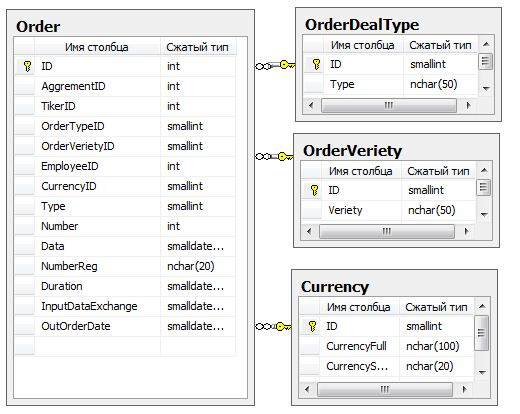 Order
Имя столбца Сжатый тип
ID int
AggrementID int
TikerID int
OrderTypeID smallint
OrderVerietyID smallint
EmployeeID int
CurrencyID smallint
Type smallint
Number int
Data smalldate...
NumberReg nchar(20)
Duration smalldate...
InputDataExchange smalldate...
OutOrderDate smalldate...
OrderDealType
Имя столбца Сжатый тип
ID smallint
Type nchar(50)
OrderVeriety
Имя столбца Сжатый тип
ID smallint
Veriety nchar(50)
Currency
Имя столбца Сжатый тип
ID smallint
CurrencyFull nchar(100)
CurrencyS... nchar(20)